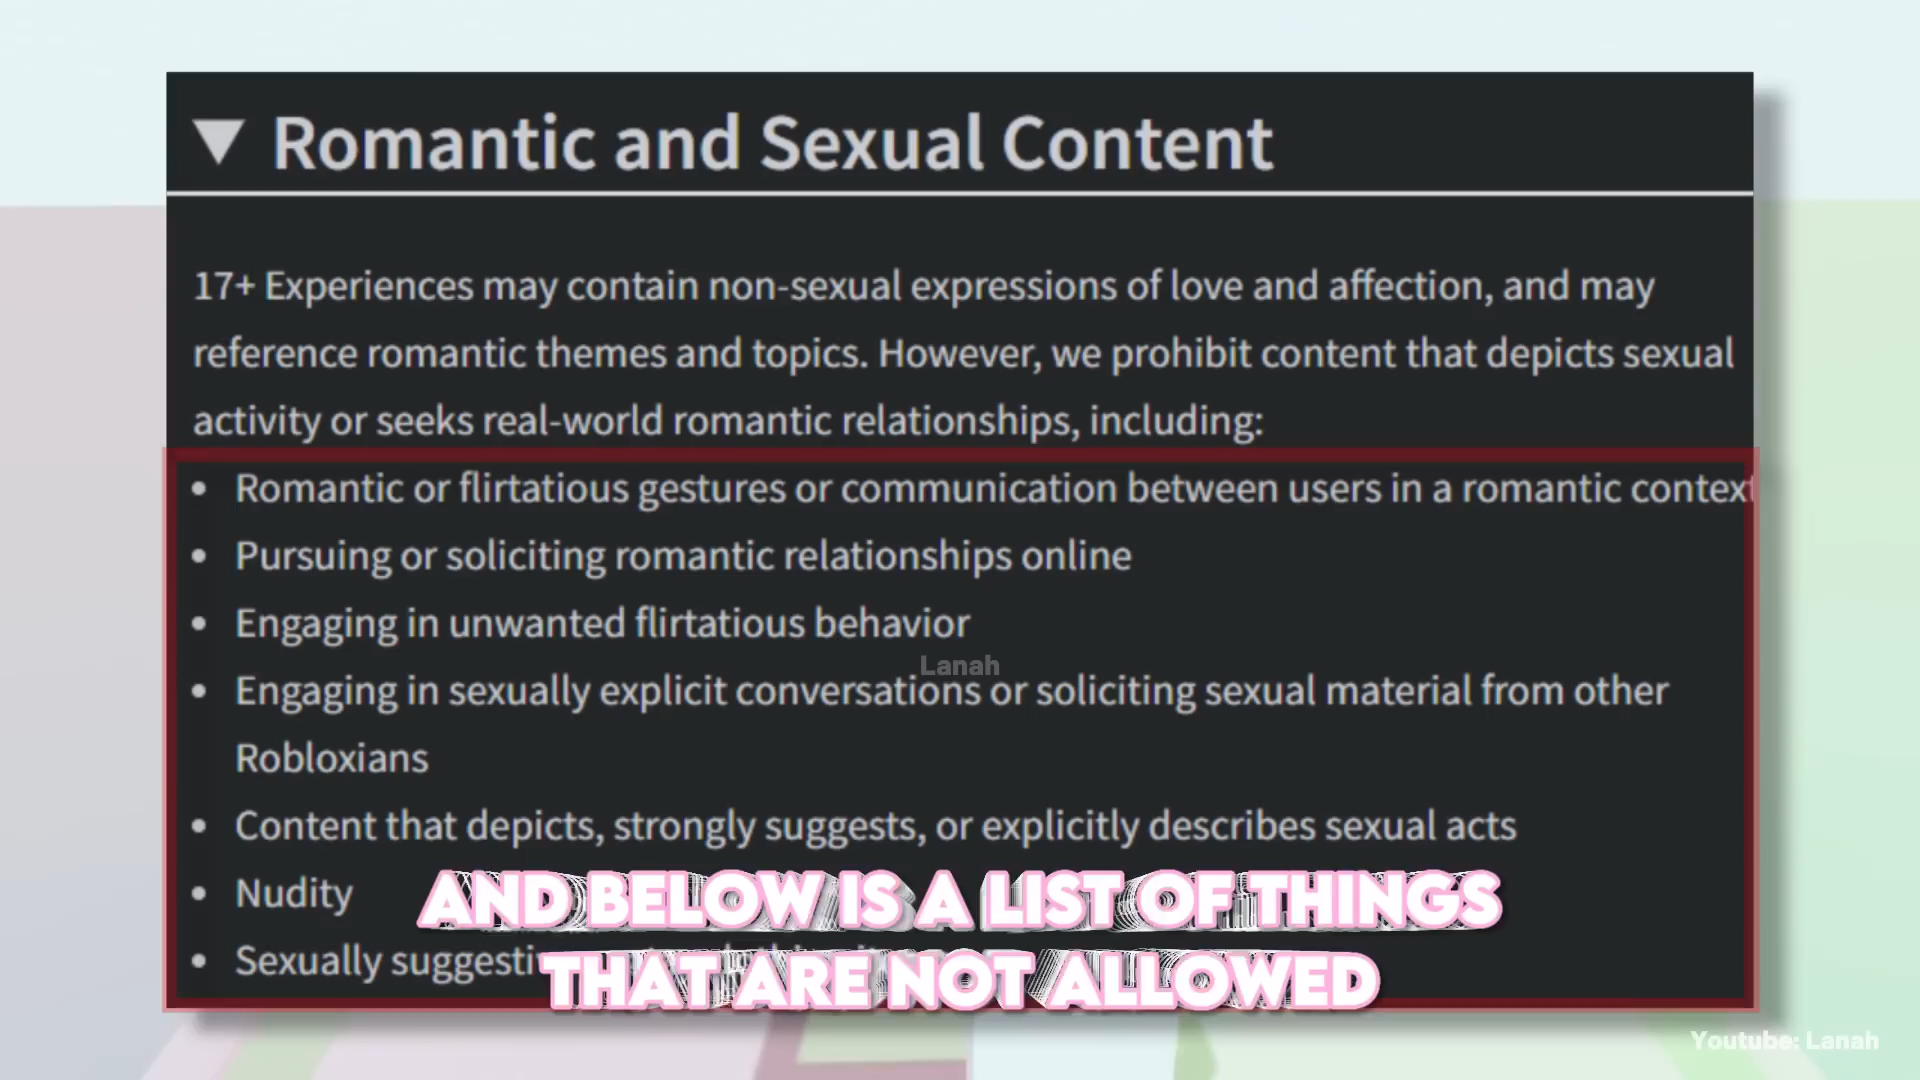 ▼ Romantic and Sexual Content
17+ Experiences may contain non-sexual expressions of love and affection, and may
reference romantic themes and topics. However, we prohibit content that depicts sexual
activity or seeks real-world romantic relationships, including:
• Romantic or flirtatious gestures or communication between users in a romantic context
• Pursuing or soliciting romantic relationships online
• Engaging in unwanted flirtatious behavior
Lanah
• Engaging in sexually explicit conversations or soliciting sexual material from other
Robloxians
• Content that depicts, strongly suggests, or explicitly describes sexual acts
• Nudity
AND BELOW IS A LIST OF THINGS
• Sexually
THAT ARE NOT ALLOWED
Youtube: Lanah